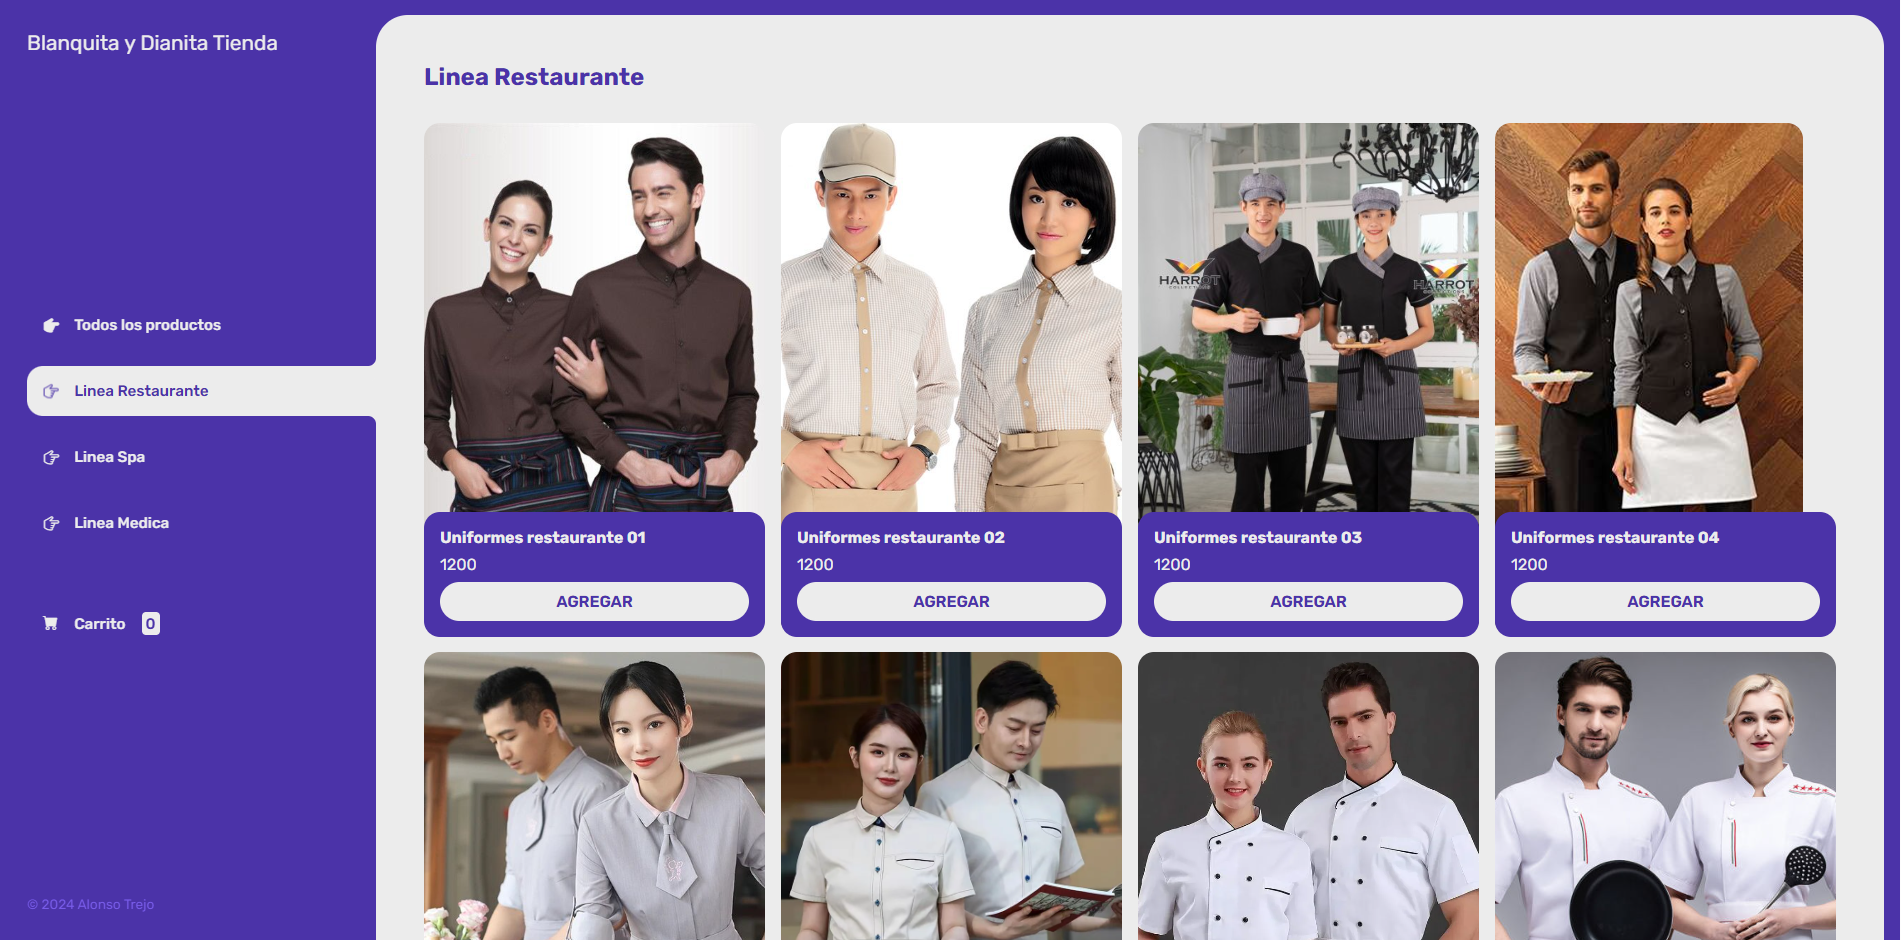 Blanquita y Dianita Tienda
Todos los productos
Linea Restaurante
Linea Spa
Linea Medica
Carrito 0
© 2024 Alonso Trejo
Linea Restaurante
HARROT
COLLECTIONS
HARROT
Uniformes restaurante 01
1200
AGREGAR
Uniformes restaurante 02
1200
AGREGAR
Uniformes restaurante 03
1200
AGREGAR
Uniformes restaurante 04
1200
AGREGAR